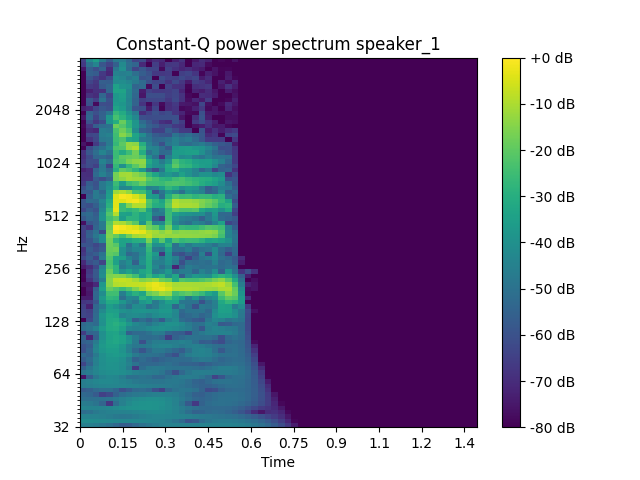 Constant-Q power spectrum speaker_1
Hz
2048
1024
512
256
128
64
32
0 0.15 0.3 0.45 0.6 0.75 0.9 1.1 1.2 1.4
Time
+0 dB
-10 dB
-20 dB
-30 dB
-40 dB
-50 dB
-60 dB
-70 dB
-80 dB